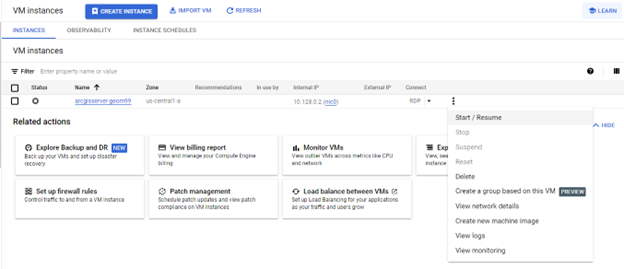 VM instances CREATE INSTANCE IMPORT VM REFRESH LEARN
INSTANCES OBSERVABILITY INSTANCE SCHEDULES
VM instances
Filter Enter property name or value
Status Name Zone Recommendations In use by Internal IP External IP Connect
arcgisserver-geom99 us-central1-a 10.128.0.2 (nic0) RDP
Start / Resume
Stop
Suspend
Reset
Delete
Create a group based on this VM PREVIEW
View network details
Create new machine image
View logs
View monitoring
Related actions
HIDE
Explore Backup and DR NEW
Back up your VMs and set up disaster
recovery
View billing report
View and manage your Compute Engine
billing
Monitor VMs
View outlier VMs across metrics like CPU
and network
Set up firewall rules
Control traffic to and from a VM instance
Patch management
Schedule patch updates and view patch
compliance on VM instances
Load balance between VMs
Set up Load Balancing for your applications
as your traffic and users grow